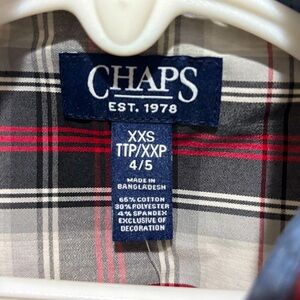 CHAPS
EST. 1978
XXS
TTP/XXP
4/5
MADE IN
BANGLADESH
65% COTTON
30% POLYESTER
4% SPANDEX
EXCLUSIVE OF
DECORATION